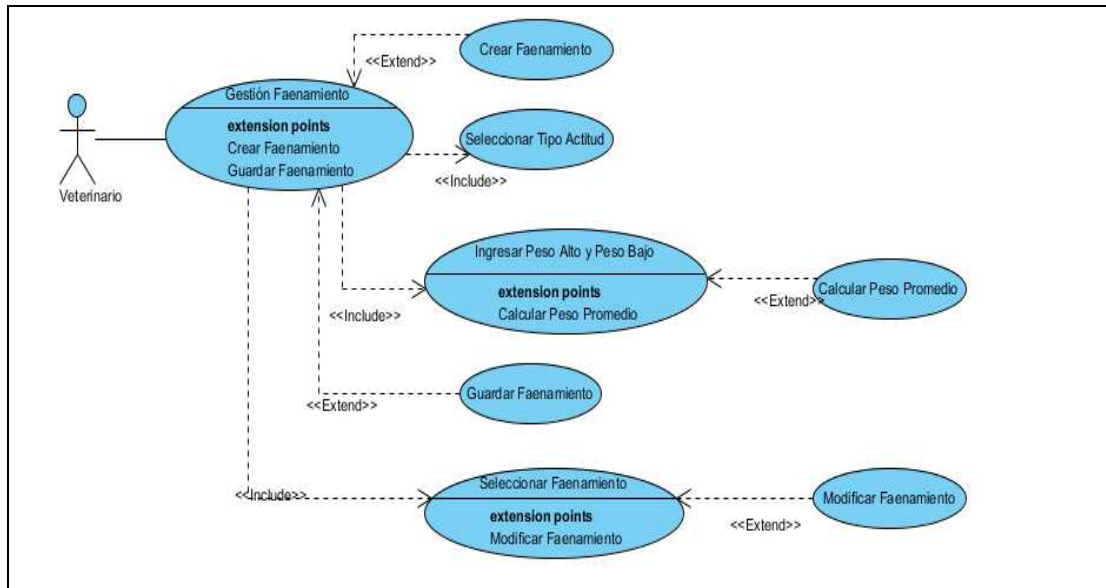 Crear Faenamiento
<<Extend>>
Gestión Faenamiento
extension points
Crear Faenamiento
Guardar Faenamiento
Veterinario
Seleccionar Tipo Actitud
<<Include>>
Ingresar Peso Alto y Peso Bajo
extension points
Calcular Peso Promedio
<<Include>>
Calcular Peso Promedio
<<Extend>>
Guardar Faenamiento
<<Extend>>
Seleccionar Faenamiento
<<Include>>
extension points
Modificar Faenamiento
Modificar Faenamiento
<<Extend>>